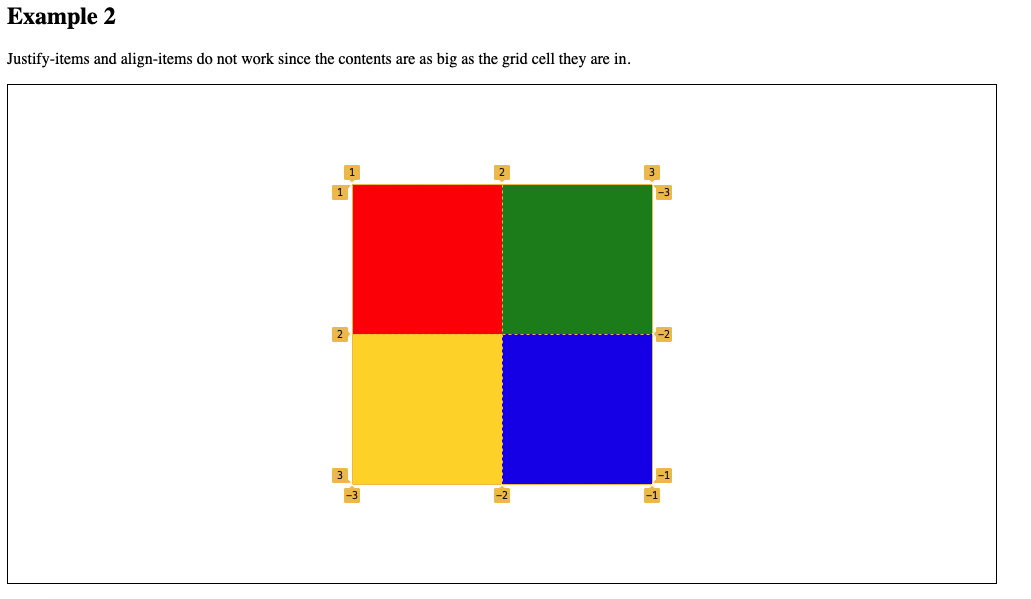 Example 2
Justify-items and align-items do not work since the contents are as big as the grid cell they are in.
1 2 3
1 −3
2 −2
3 −1
−3 −2 −1